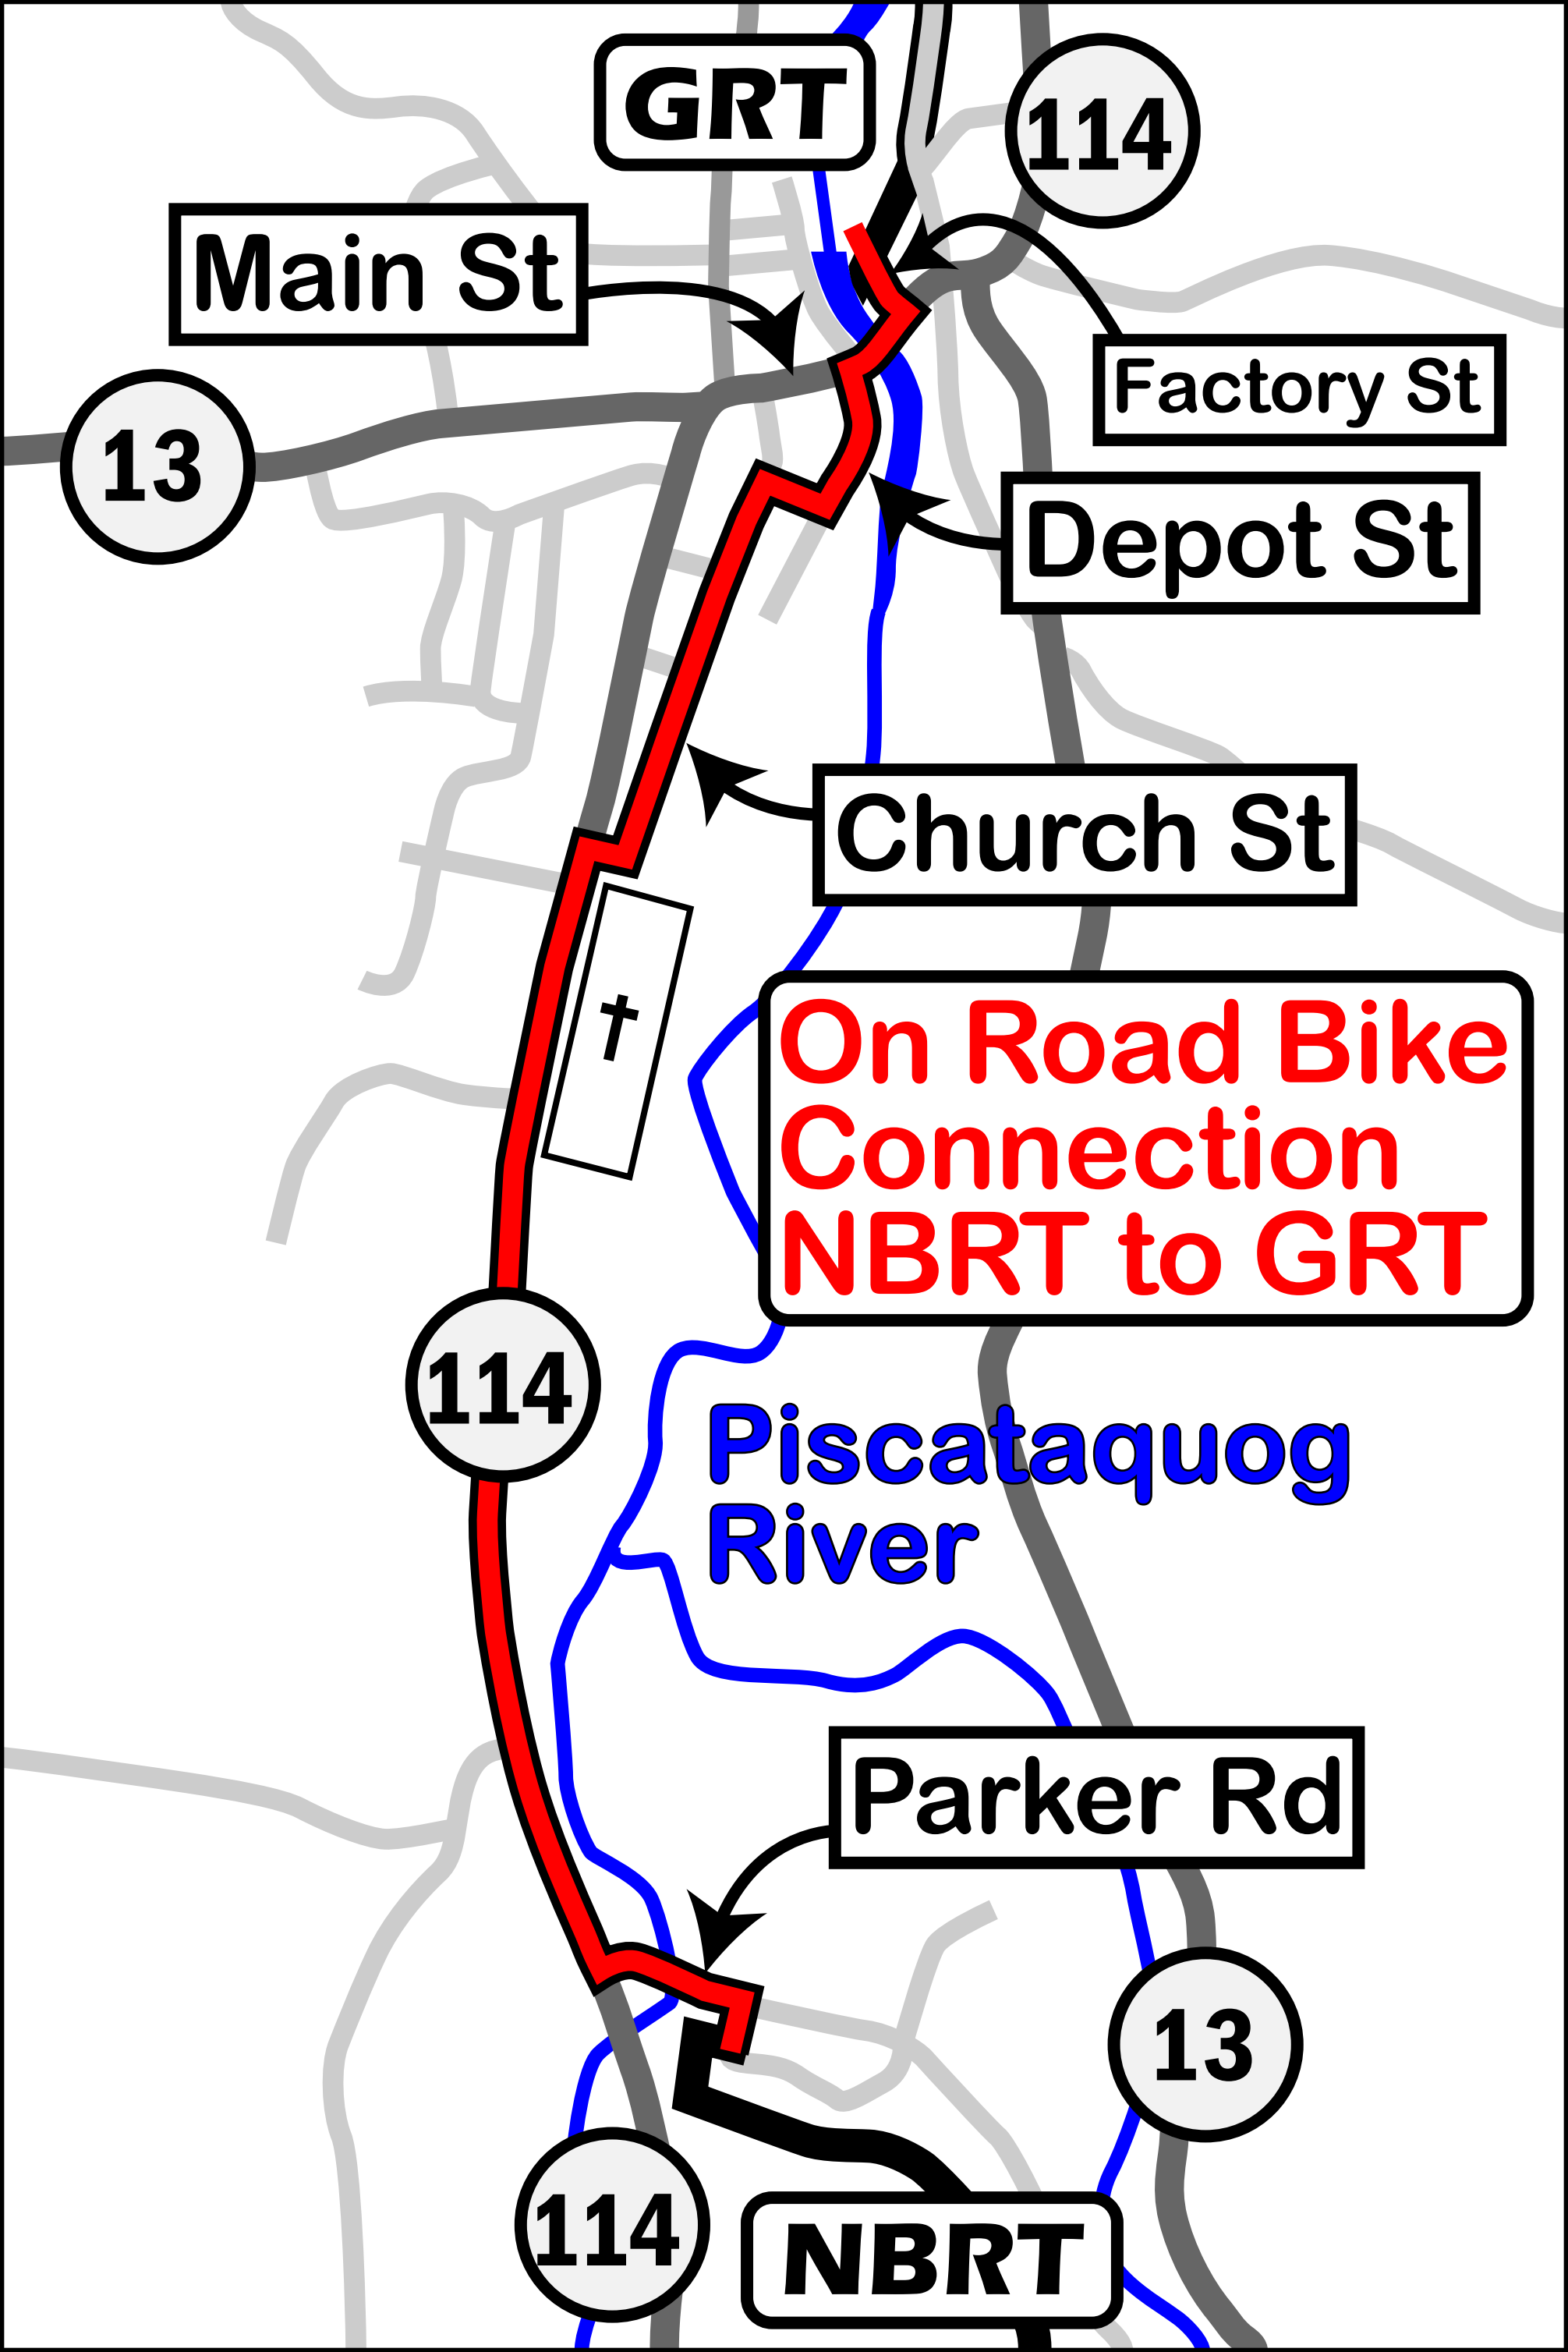 GRT
114
Main St
Factory St
13
Depot St
Church St
On Road Bike
Connection
NBRT to GRT
114
Piscataquog
River
Parker Rd
13
114
NBRT